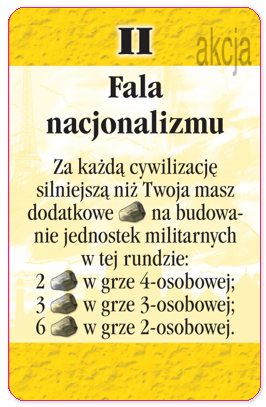 II
akcja
Fala
nacjonalizmu
Za każdą cywilizację
silniejszą niż Twoja masz
dodatkowe na budowa-
nie jednostek militarnych
w tej rundzie:
2 w grze 4-osobowej;
3 w grze 3-osobowej;
6 w grze 2-osobowej.